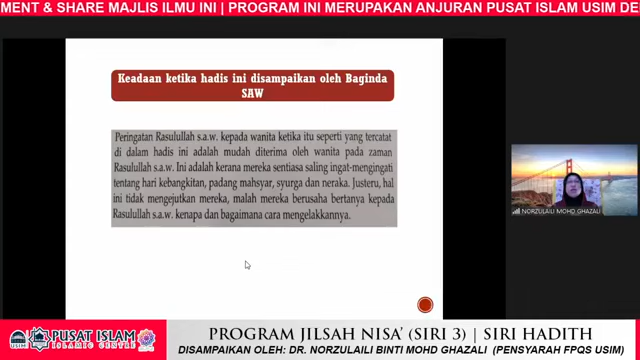 MENT & SHARE MAJLIS ILMU INI | PROGRAM INI MERUPAKAN ANJURAN PUSAT ISLAM USIM DE
Keadaan ketika hadis ini disampaikan oleh Baginda
SAW
Peringatan Rasulullah s.a.w. kepada wanita ketika itu seperti yang tercatat
di dalam hadis ini adalah mudah diterima oleh wanita pada zaman
Rasulullah s.a.w. Ini adalah kerana mereka sentiasa saling ingat-mengingati
tentang hari kebangkitan, padang mahsyar, syurga dan neraka. Justeru, hal
ini tidak mengejutkan mereka, malah mereka berusaha bertanya kepada
Rasulullah s.a.w. kenapa dan bagaimana cara mengelakkannya.
NORZULAILI MOHD GHAZALI
USIM
PUSAT ISLAM
ISLAMIC CENTRE
PROGRAM JILSAH NISA' (SIRI 3) | SIRI HADITH
DISAMPAIKAN OLEH: DR. NORZULAILI BINTI MOHD GHAZALI (PENSYARAH FPQS USIM)